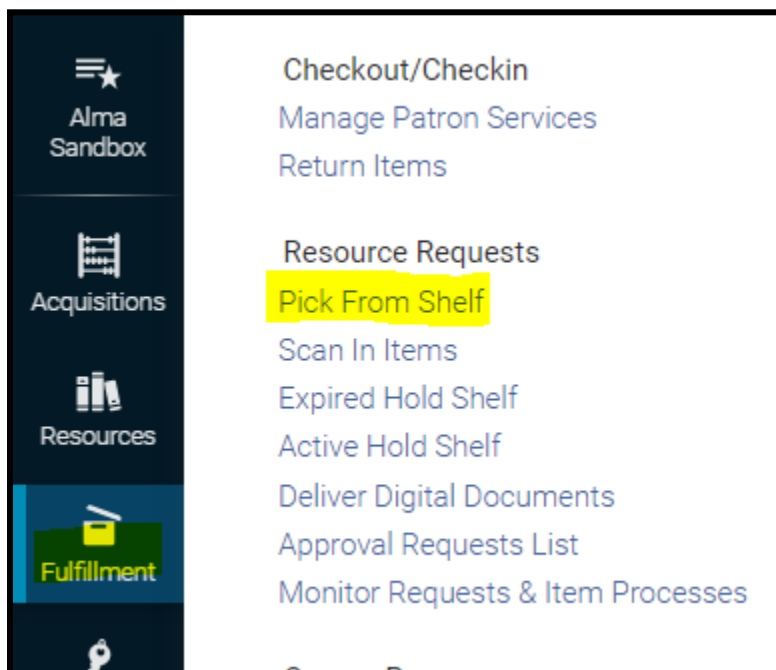 Alma
Sandbox
Acquisitions
Resources
Fulfillment
Checkout/Checkin
Manage Patron Services
Return Items
Resource Requests
Pick From Shelf
Scan In Items
Expired Hold Shelf
Active Hold Shelf
Deliver Digital Documents
Approval Requests List
Monitor Requests & Item Processes